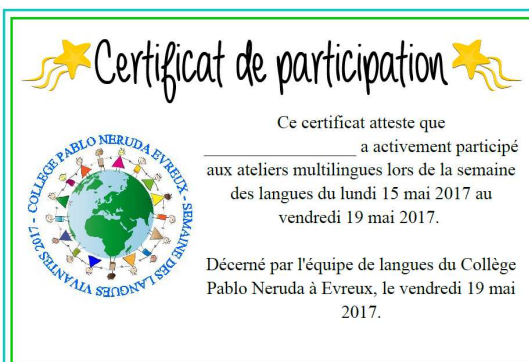 Certificat de participation
Ce certificat atteste que
________________ a activement participé
aux ateliers multilingues lors de la semaine
des langues du lundi 15 mai 2017 au
vendredi 19 mai 2017.
Décerné par l'équipe de langues du Collège
Pablo Neruda à Evreux, le vendredi 19 mai
2017.
COLLEGE PABLO NERUDA EVREUX - SEMAINE DES LANGUES VIVANTES 2017 -